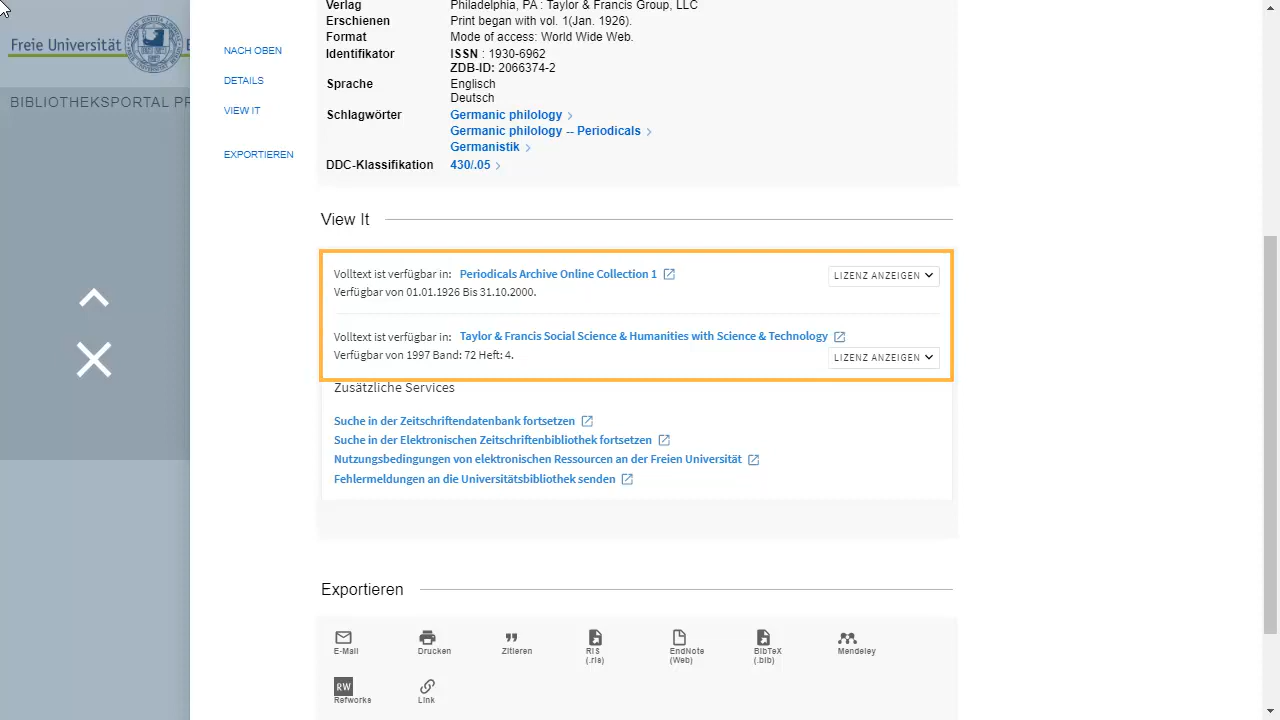 Freie Universität
BIBLIOTHEKSPORTAL PR
NACH OBEN
DETAILS
VIEW IT
EXPORTIEREN
Verlag Philadelphia, PA : Taylor & Francis Group, LLC
Erschienen Print began with vol. 1(Jan. 1926).
Format Mode of access: World Wide Web.
Identifikator ISSN : 1930-6962
ZDB-ID: 2066374-2
Sprache Englisch
Deutsch
Schlagwörter Germanic philology
Germanic philology -- Periodicals
Germanistik
DDC-Klassifikation 430/.05
View It
Volltext ist verfügbar in: Periodicals Archive Online Collection 1 LIZENZ ANZEIGEN
Verfügbar von 01.01.1926 Bis 31.10.2000.
Volltext ist verfügbar in: Taylor & Francis Social Science & Humanities with Science & Technology
Verfügbar von 1997 Band: 72 Heft: 4. LIZENZ ANZEIGEN
Zusätzliche Services
Suche in der Zeitschriftendatenbank fortsetzen
Suche in der Elektronischen Zeitschriftenbibliothek fortsetzen
Nutzungsbedingungen von elektronischen Ressourcen an der Freien Universität
Fehlermeldungen an die Universitätsbibliothek senden
Exportieren
E-Mail Drucken Zitieren RIS EndNote BibTeX Mendeley
(.ris) (Web) (.bib)
RW
Refworks Link